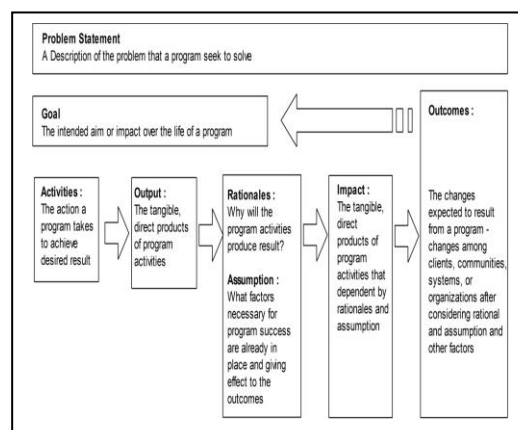 Problem Statement
A Description of the problem that a program seek to solve
Goal
The intended aim or impact over the life of a program
Outcomes :
The changes
expected to result
from a program -
changes among
clients, communities,
systems, or
organizations after
considering rational
and assumption and
other factors
Activities :
The action a
program takes
to achieve
desired result
Output :
The tangible,
direct products
of program
activities
Rationales :
Why will the
program activities
produce result?
Assumption :
What factors
necessary for
program success
are already in
place and giving
effect to the
outcomes
Impact :
The tangible,
direct
products of
program
activities that
dependent by
rationales and
assumption